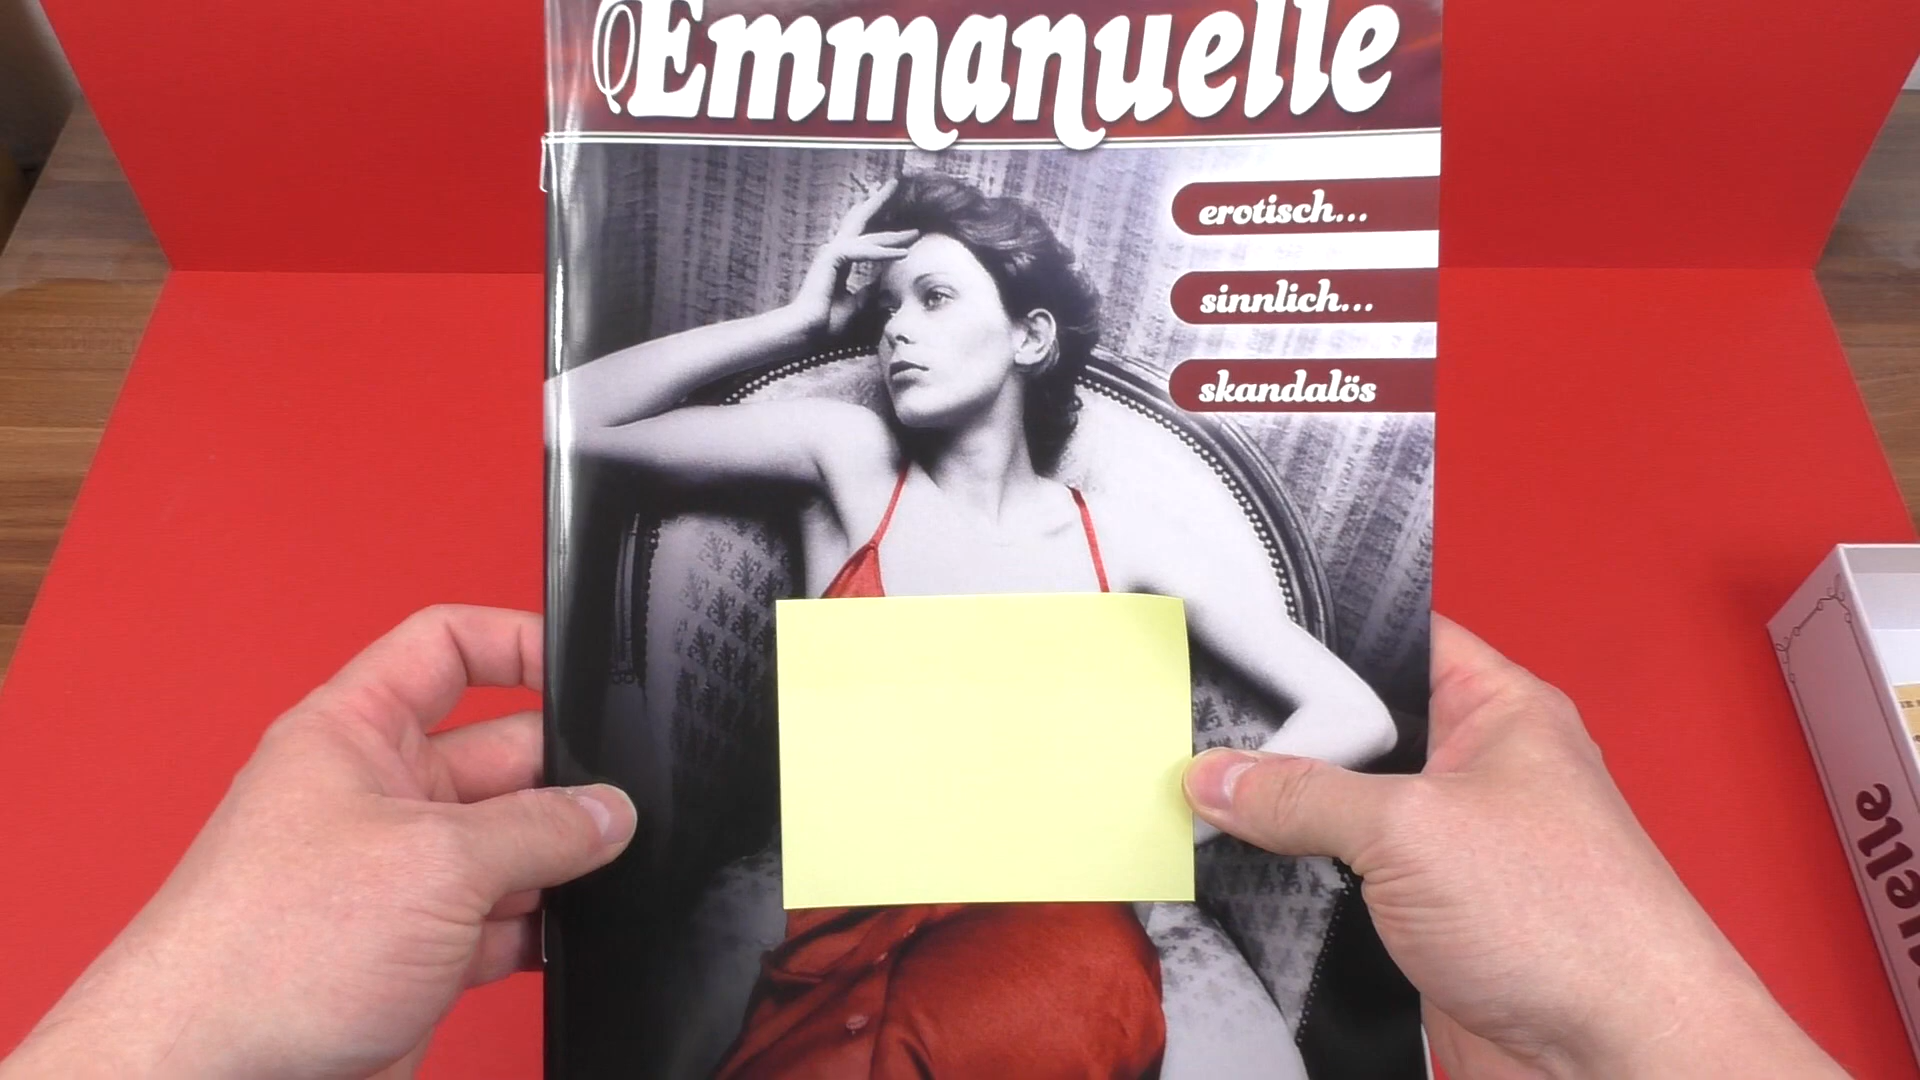 Emmanuelle
erotisch...
sinnlich...
skandalös
uelle